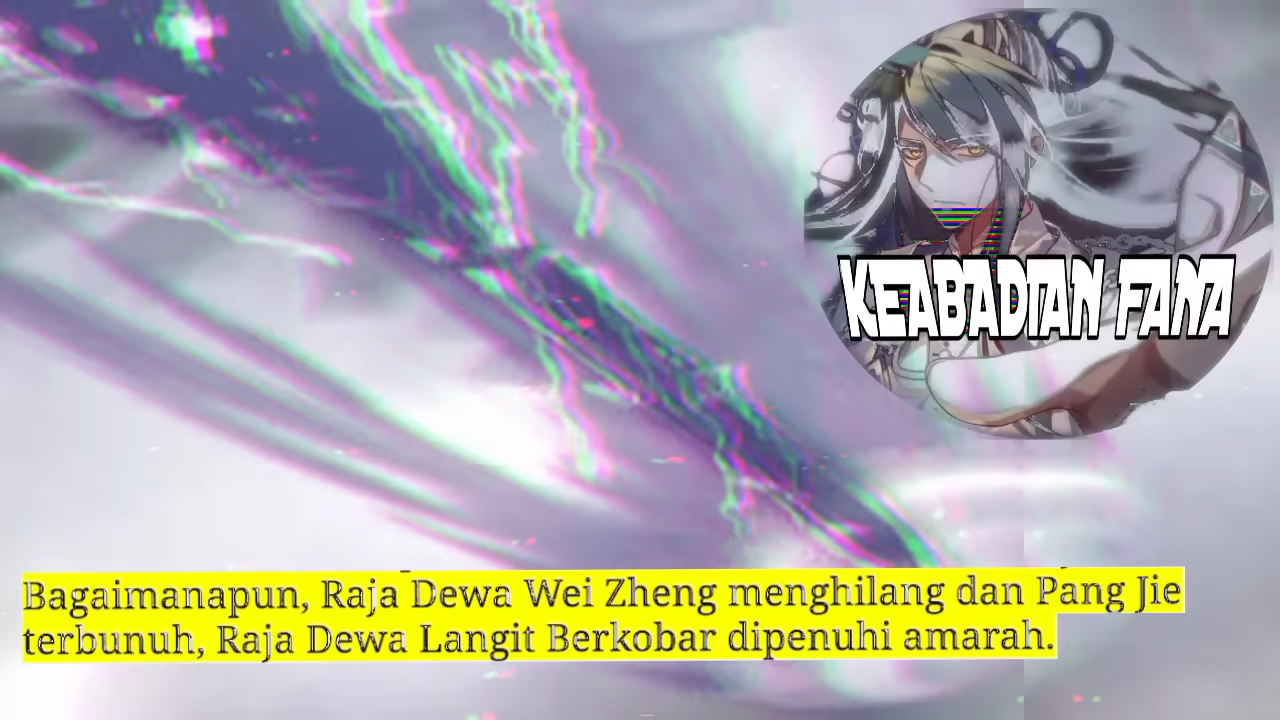 KEABADIAN FANA
Bagaimanapun, Raja Dewa Wei Zheng menghilang dan Pang Jie
terbunuh, Raja Dewa Langit Berkobar dipenuhi amarah.